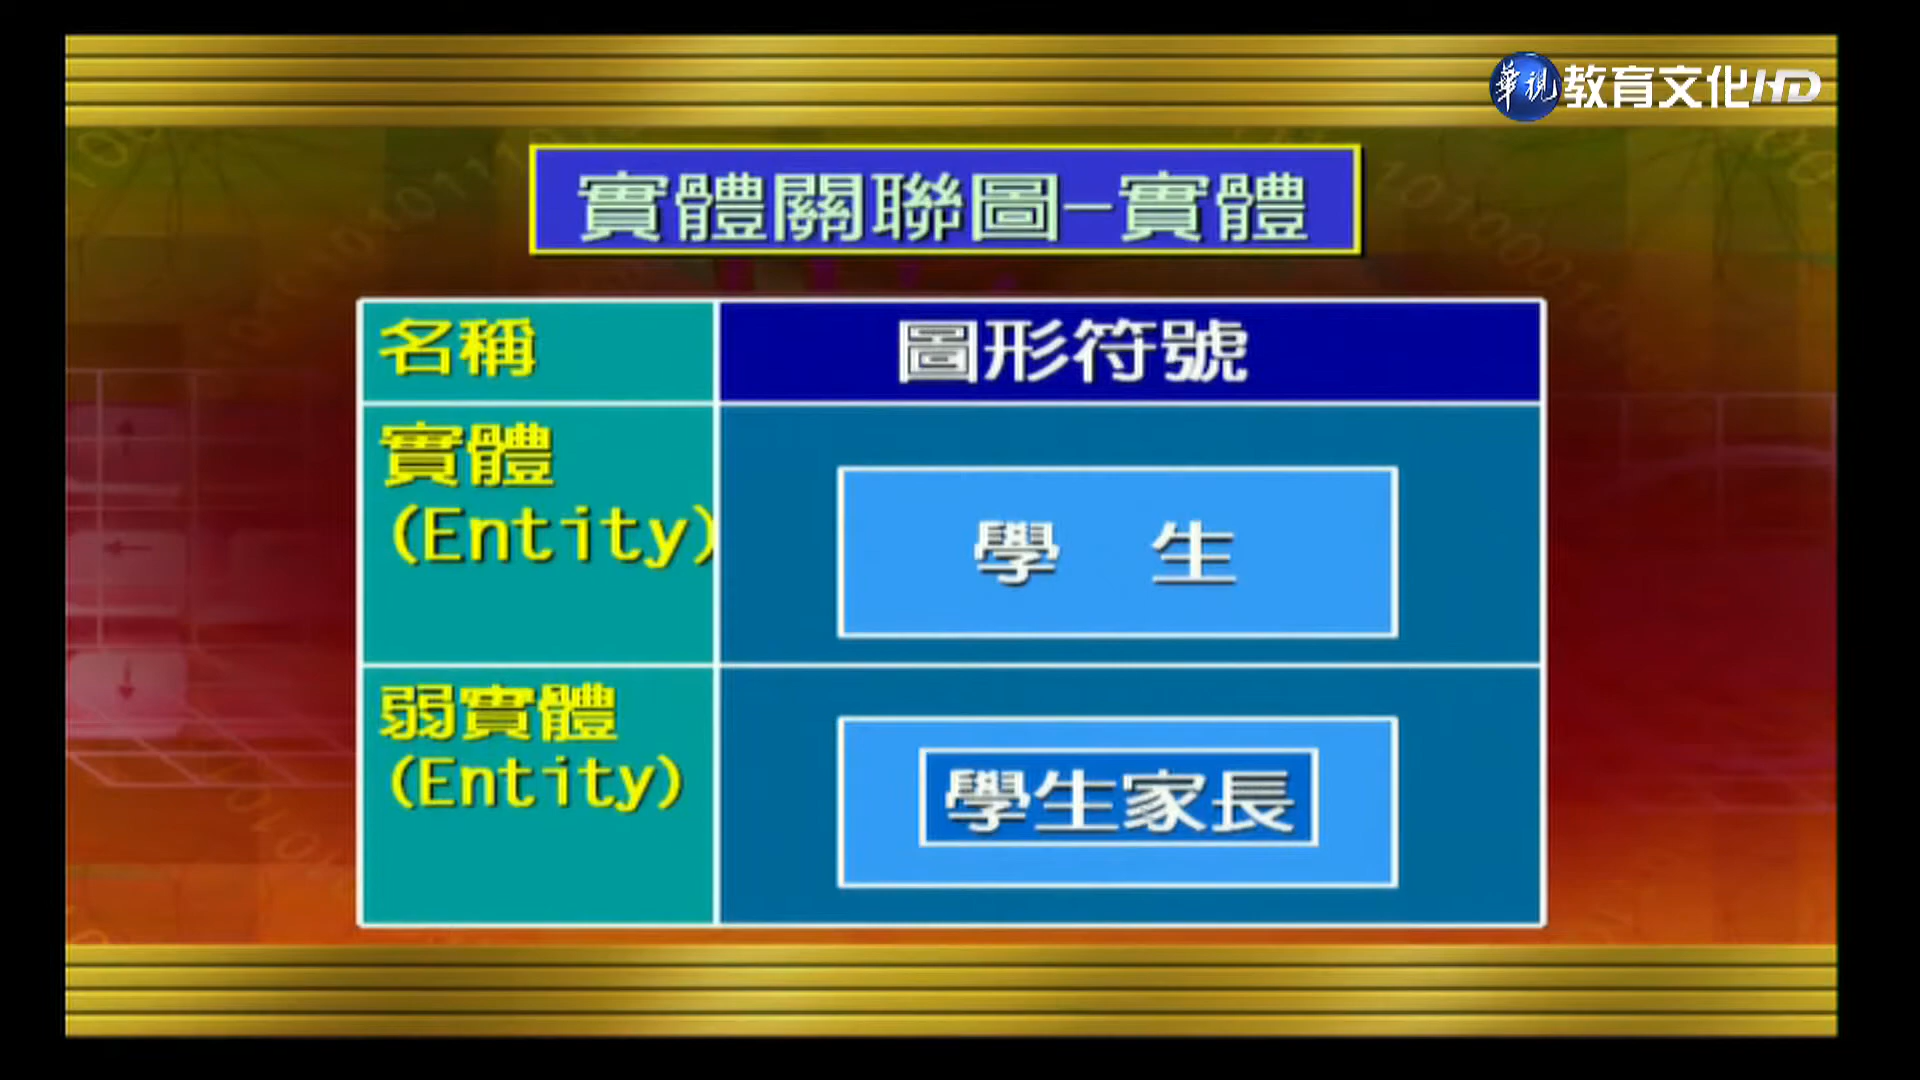 華視 教育文化HD
實體關聯圖-實體
名稱
圖形符號
實體
(Entity)
學 生
弱實體
(Entity)
學生家長